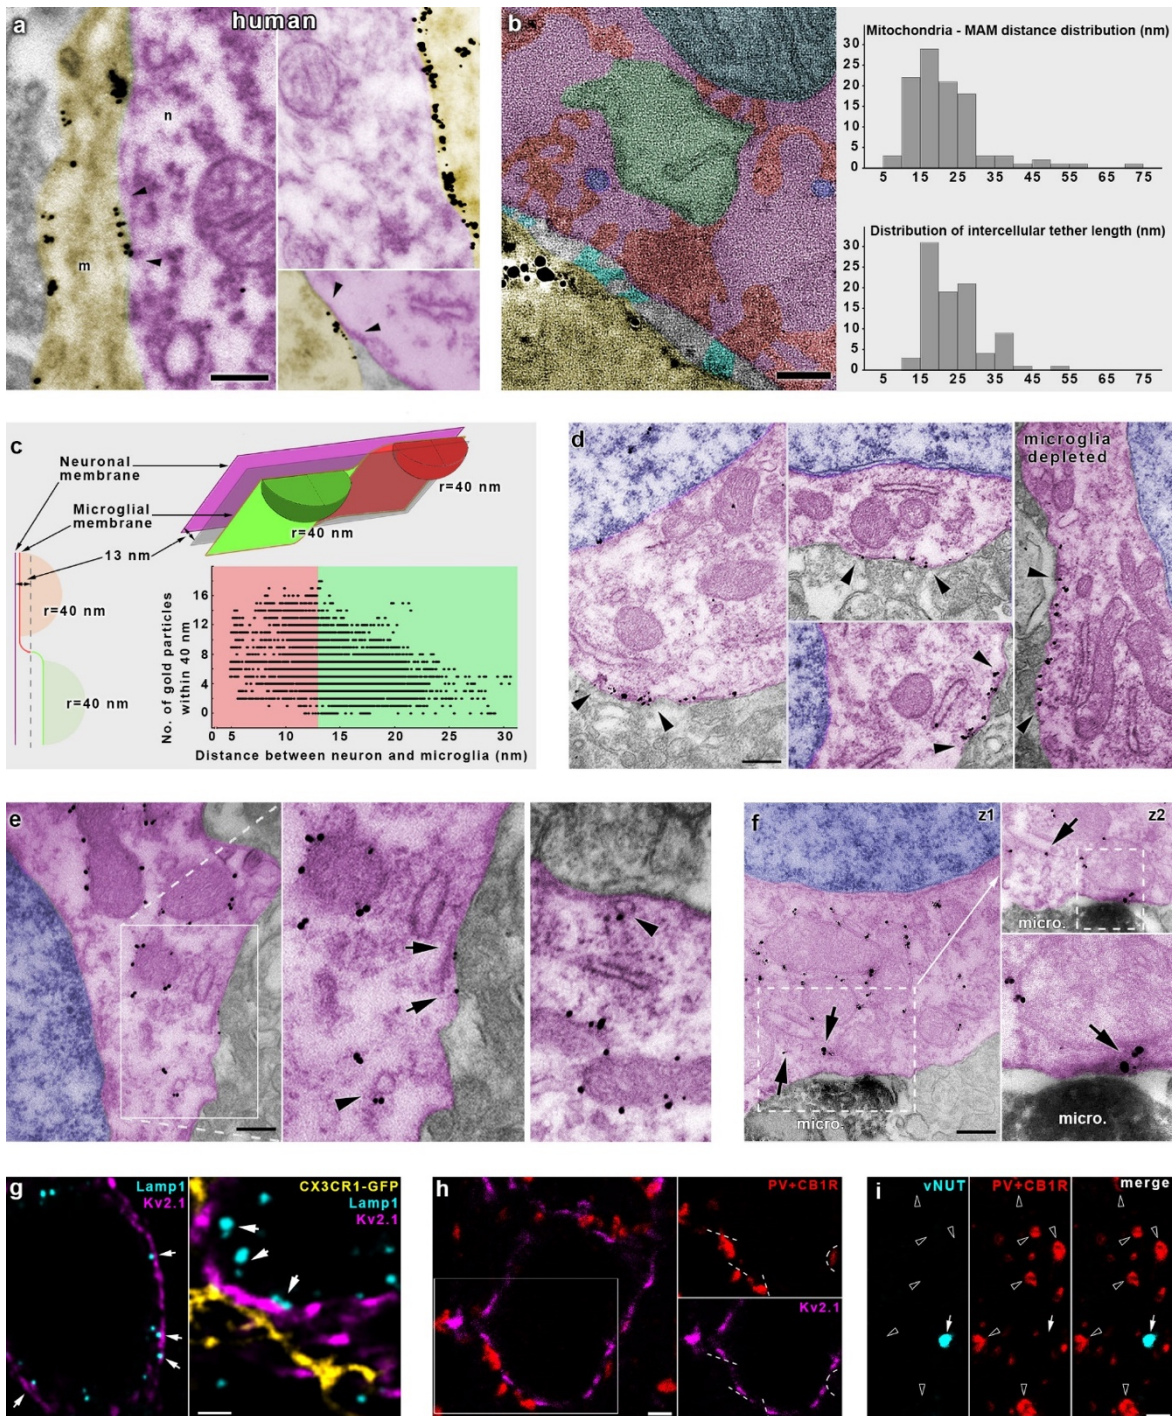 a
human
n
m
b
Mitochondria - MAM distance distribution (nm)
30
25
20
15
10
5
0
5 15 25 35 45 55 65 75
Distribution of intercellular tether length (nm)
30
25
20
15
10
5
0
5 15 25 35 45 55 65 75
c
Neuronal
membrane
Microglial
membrane
13 nm
r=40 nm
r=40 nm
r=40 nm
r=40 nm
No. of gold particles
within 40 nm
16
14
12
10
8
6
4
2
0
0 5 10 15 20 25 30
Distance between neuron and microglia (nm)
d
microglia
depleted
e
f
z1
micro.
z2
micro.
micro.
g
Lamp1
Kv2.1
CX3CR1-GFP
Lamp1
Kv2.1
h
PV+CB1R
Kv2.1
i
vNUT
PV+CB1R
merge